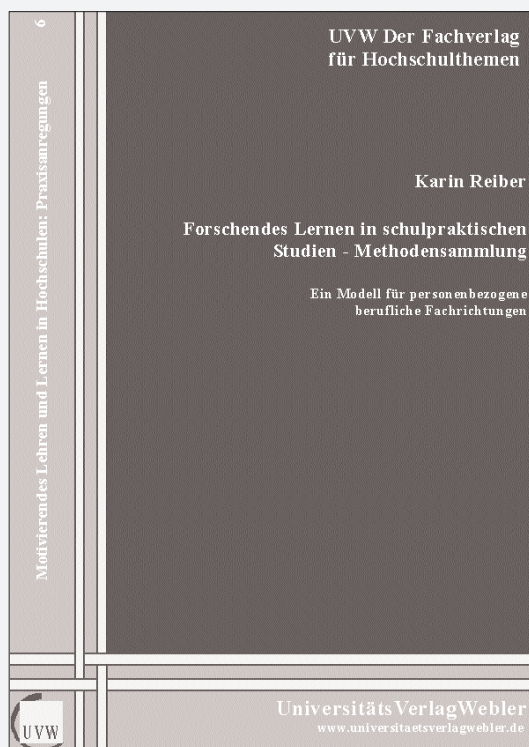 UVW Der Fachverlag
für Hochschulthemen
Karin Reiber
Forschendes Lernen in schulpraktischen
Studien - Methodensammlung
Ein Modell für personenbezogene
berufliche Fachrichtungen
Motivierendes Lehren und Lernen in Hochschulen: Praxisanregungen 6
UVW
UniversitätsVerlagWebler
www.universitaetsverlagwebler.de